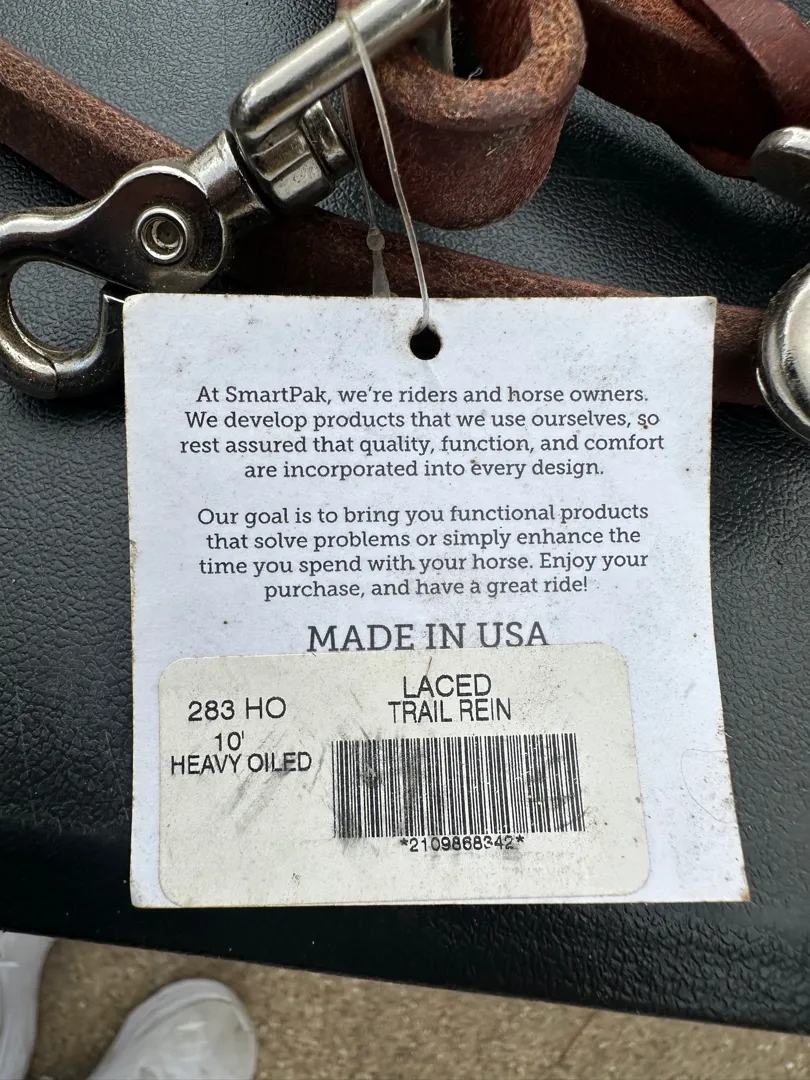 At SmartPak, we're riders and horse owners.
We develop products that we use ourselves, so
rest assured that quality, function, and comfort
are incorporated into every design.
Our goal is to bring you functional products
that solve problems or simply enhance the
time you spend with your horse. Enjoy your
purchase, and have a great ride!
MADE IN USA
283 HO
LACED
TRAIL REIN
10'
HEAVY OILED
*2109868342*